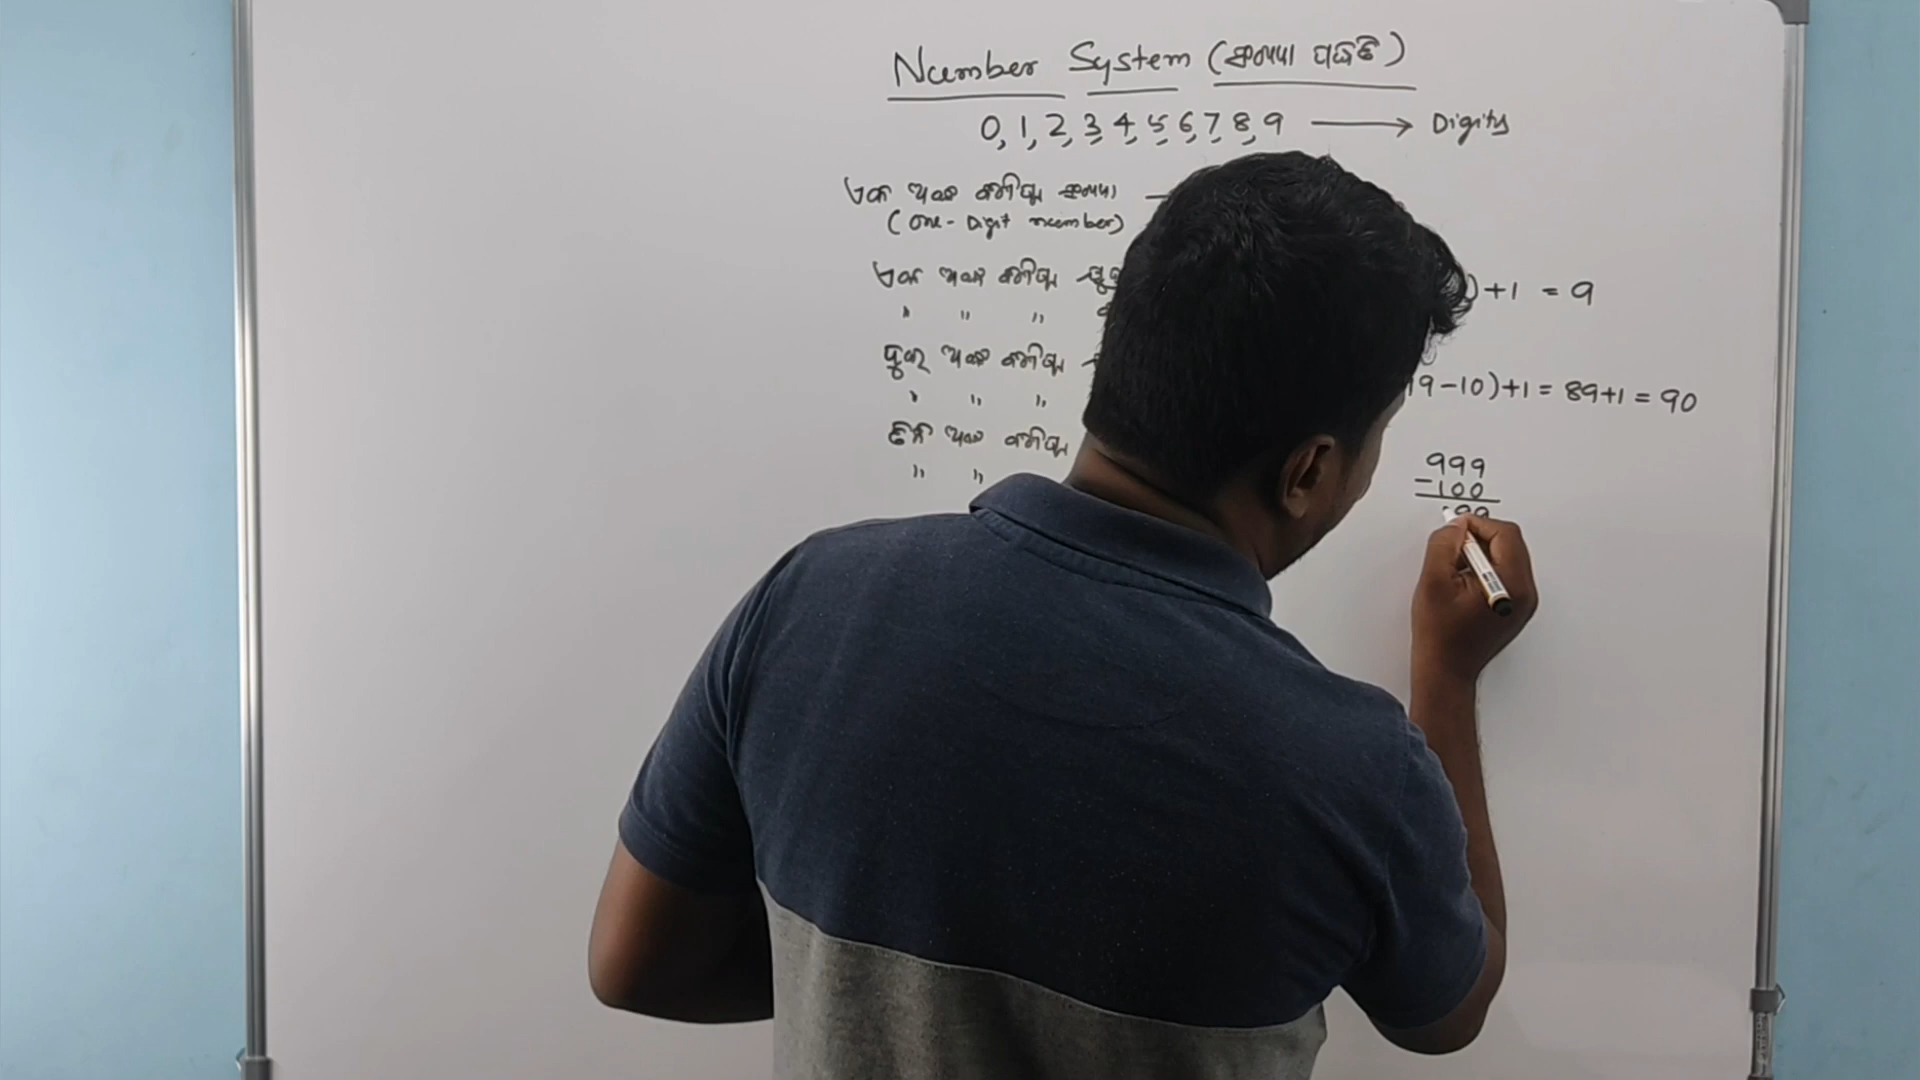 Number System (ସଂଖ୍ୟା ପଦ୍ଧତି)
0, 1, 2, 3, 4, 5, 6, 7, 8, 9 ⟶ Digits
ଏକ ଅଙ୍କ ବିଶିଷ୍ଟ ସଂଖ୍ୟା —
(One-Digit number)
ଏକ ଅଙ୍କ ବିଶିଷ୍ଟ )+1 = 9
" " "
ଦୁଇ ଅଙ୍କ ବିଶିଷ୍ଟ 9-10)+1 = 89+1 = 90
" " "
ତିନି ଅଙ୍କ ବିଶିଷ୍ଟ
" "
999
-100
99